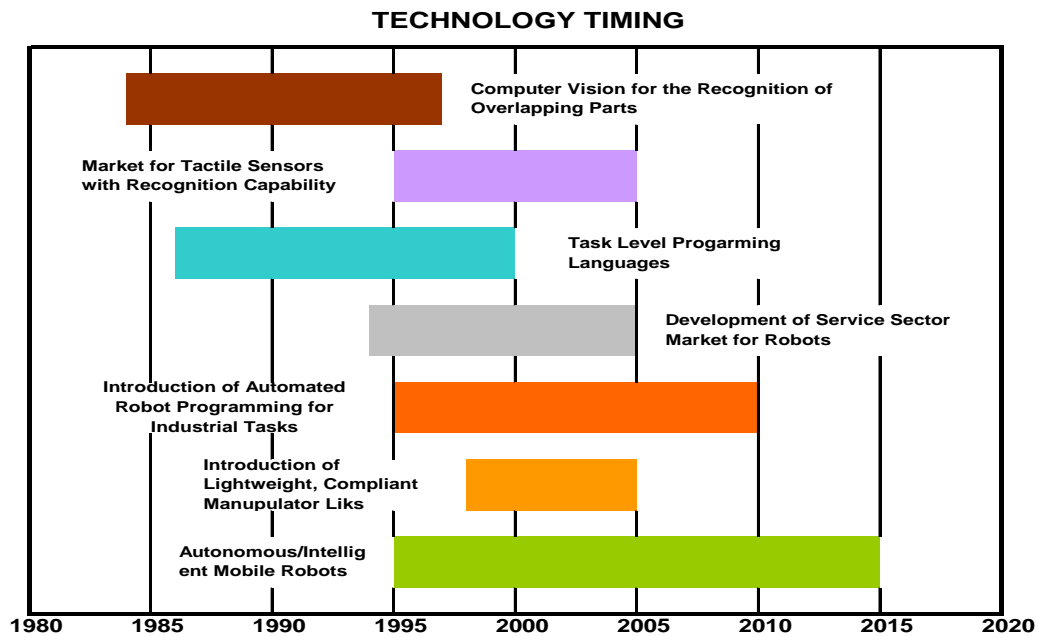 TECHNOLOGY TIMING
Computer Vision for the Recognition of
Overlapping Parts
Market for Tactile Sensors
with Recognition Capability
Task Level Progarming
Languages
Development of Service Sector
Market for Robots
Introduction of Automated
Robot Programming for
Industrial Tasks
Introduction of
Lightweight, Compliant
Manupulator Liks
Autonomous/Intellig
ent Mobile Robots
1980 1985 1990 1995 2000 2005 2010 2015 2020